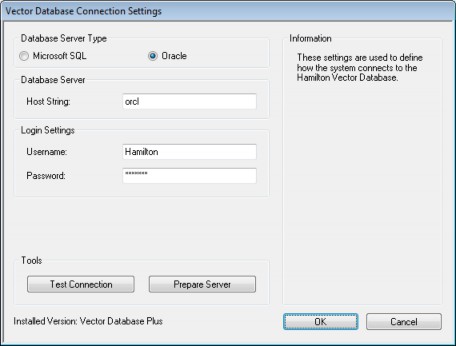 Vector Database Connection Settings
Database Server Type
Microsoft SQL
Oracle
Database Server
Host String:
orcl
Login Settings
Username:
Hamilton
Password:
********
Tools
Test Connection
Prepare Server
Installed Version: Vector Database Plus
Information
These settings are used to define
how the system connects to the
Hamilton Vector Database.
OK
Cancel